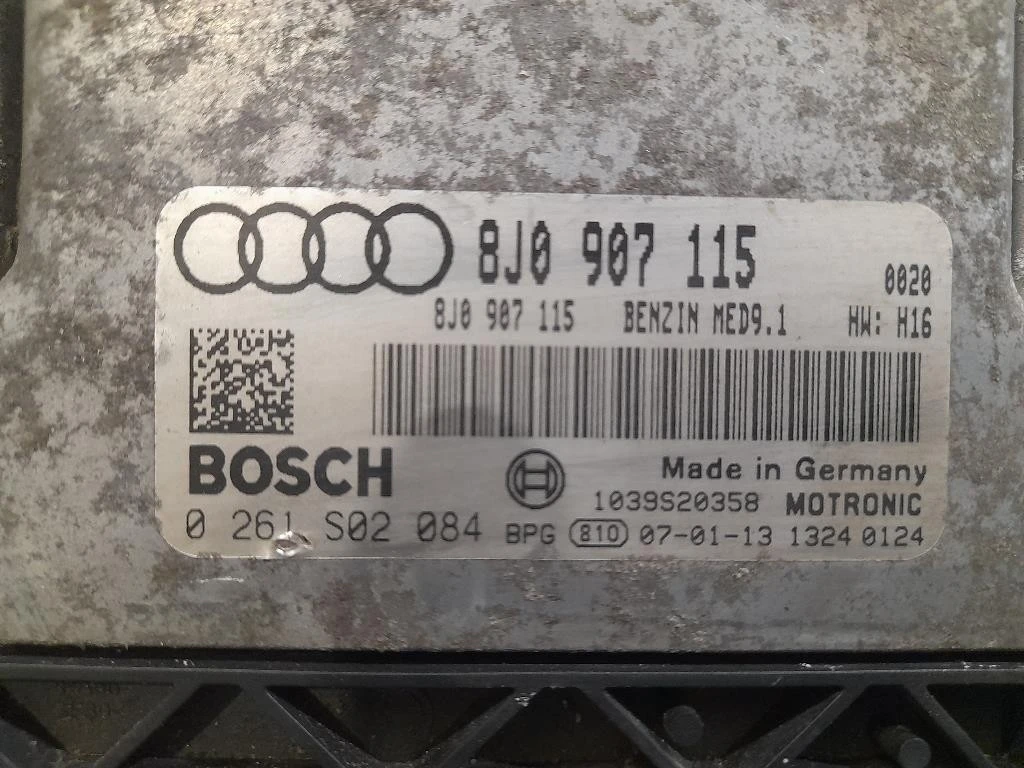 8J0 907 115
0020
8J0 907 115 BENZIN MED9.1 HW: H16
BOSCH
Made in Germany
1039S20358 MOTRONIC
0 261 S02 084 BPG 810 07-01-13 1324 0124